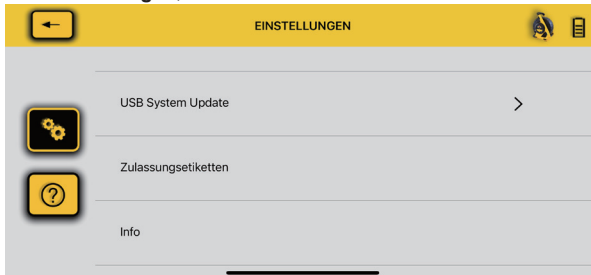 EINSTELLUNGEN
USB System Update
Zulassungsetiketten
Info